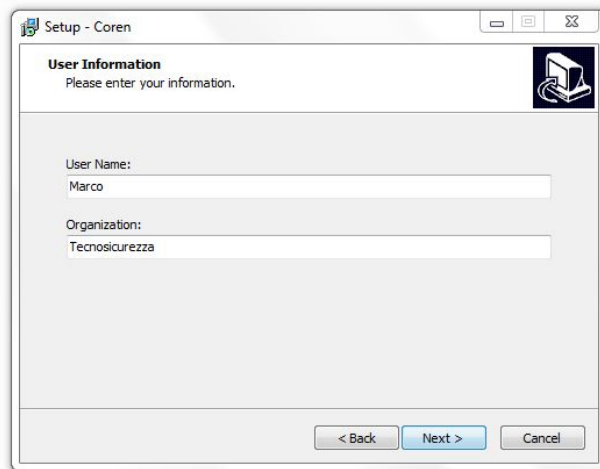 Setup - Coren
User Information
Please enter your information.
User Name:
Marco
Organization:
Tecnosicurezza
< Back
Next >
Cancel